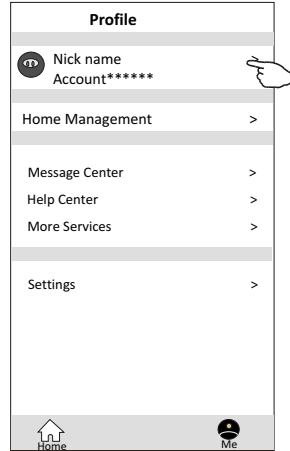 Profile
Nick name
Account******
Home Management >
Message Center >
Help Center >
More Services >
Settings >
Home Me